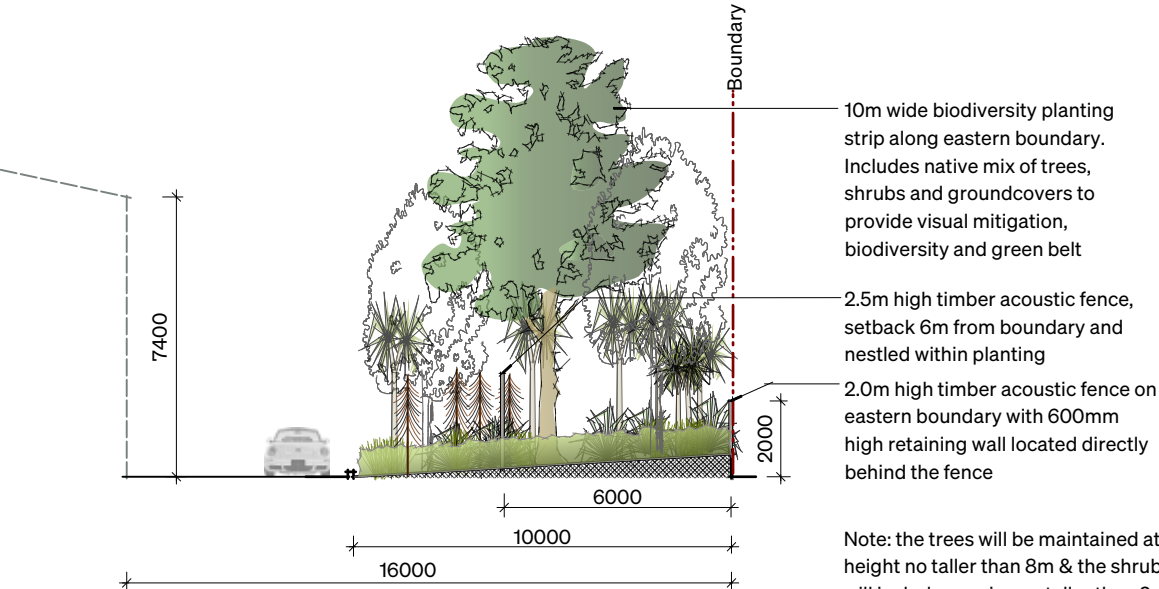 Boundary
10m wide biodiversity planting
strip along eastern boundary.
Includes native mix of trees,
shrubs and groundcovers to
provide visual mitigation,
biodiversity and green belt
2.5m high timber acoustic fence,
setback 6m from boundary and
nestled within planting
2.0m high timber acoustic fence on
eastern boundary with 600mm
high retaining wall located directly
behind the fence
7400
2000
6000
10000
16000
Note: the trees will be maintained at
height no taller than 8m & the shrub